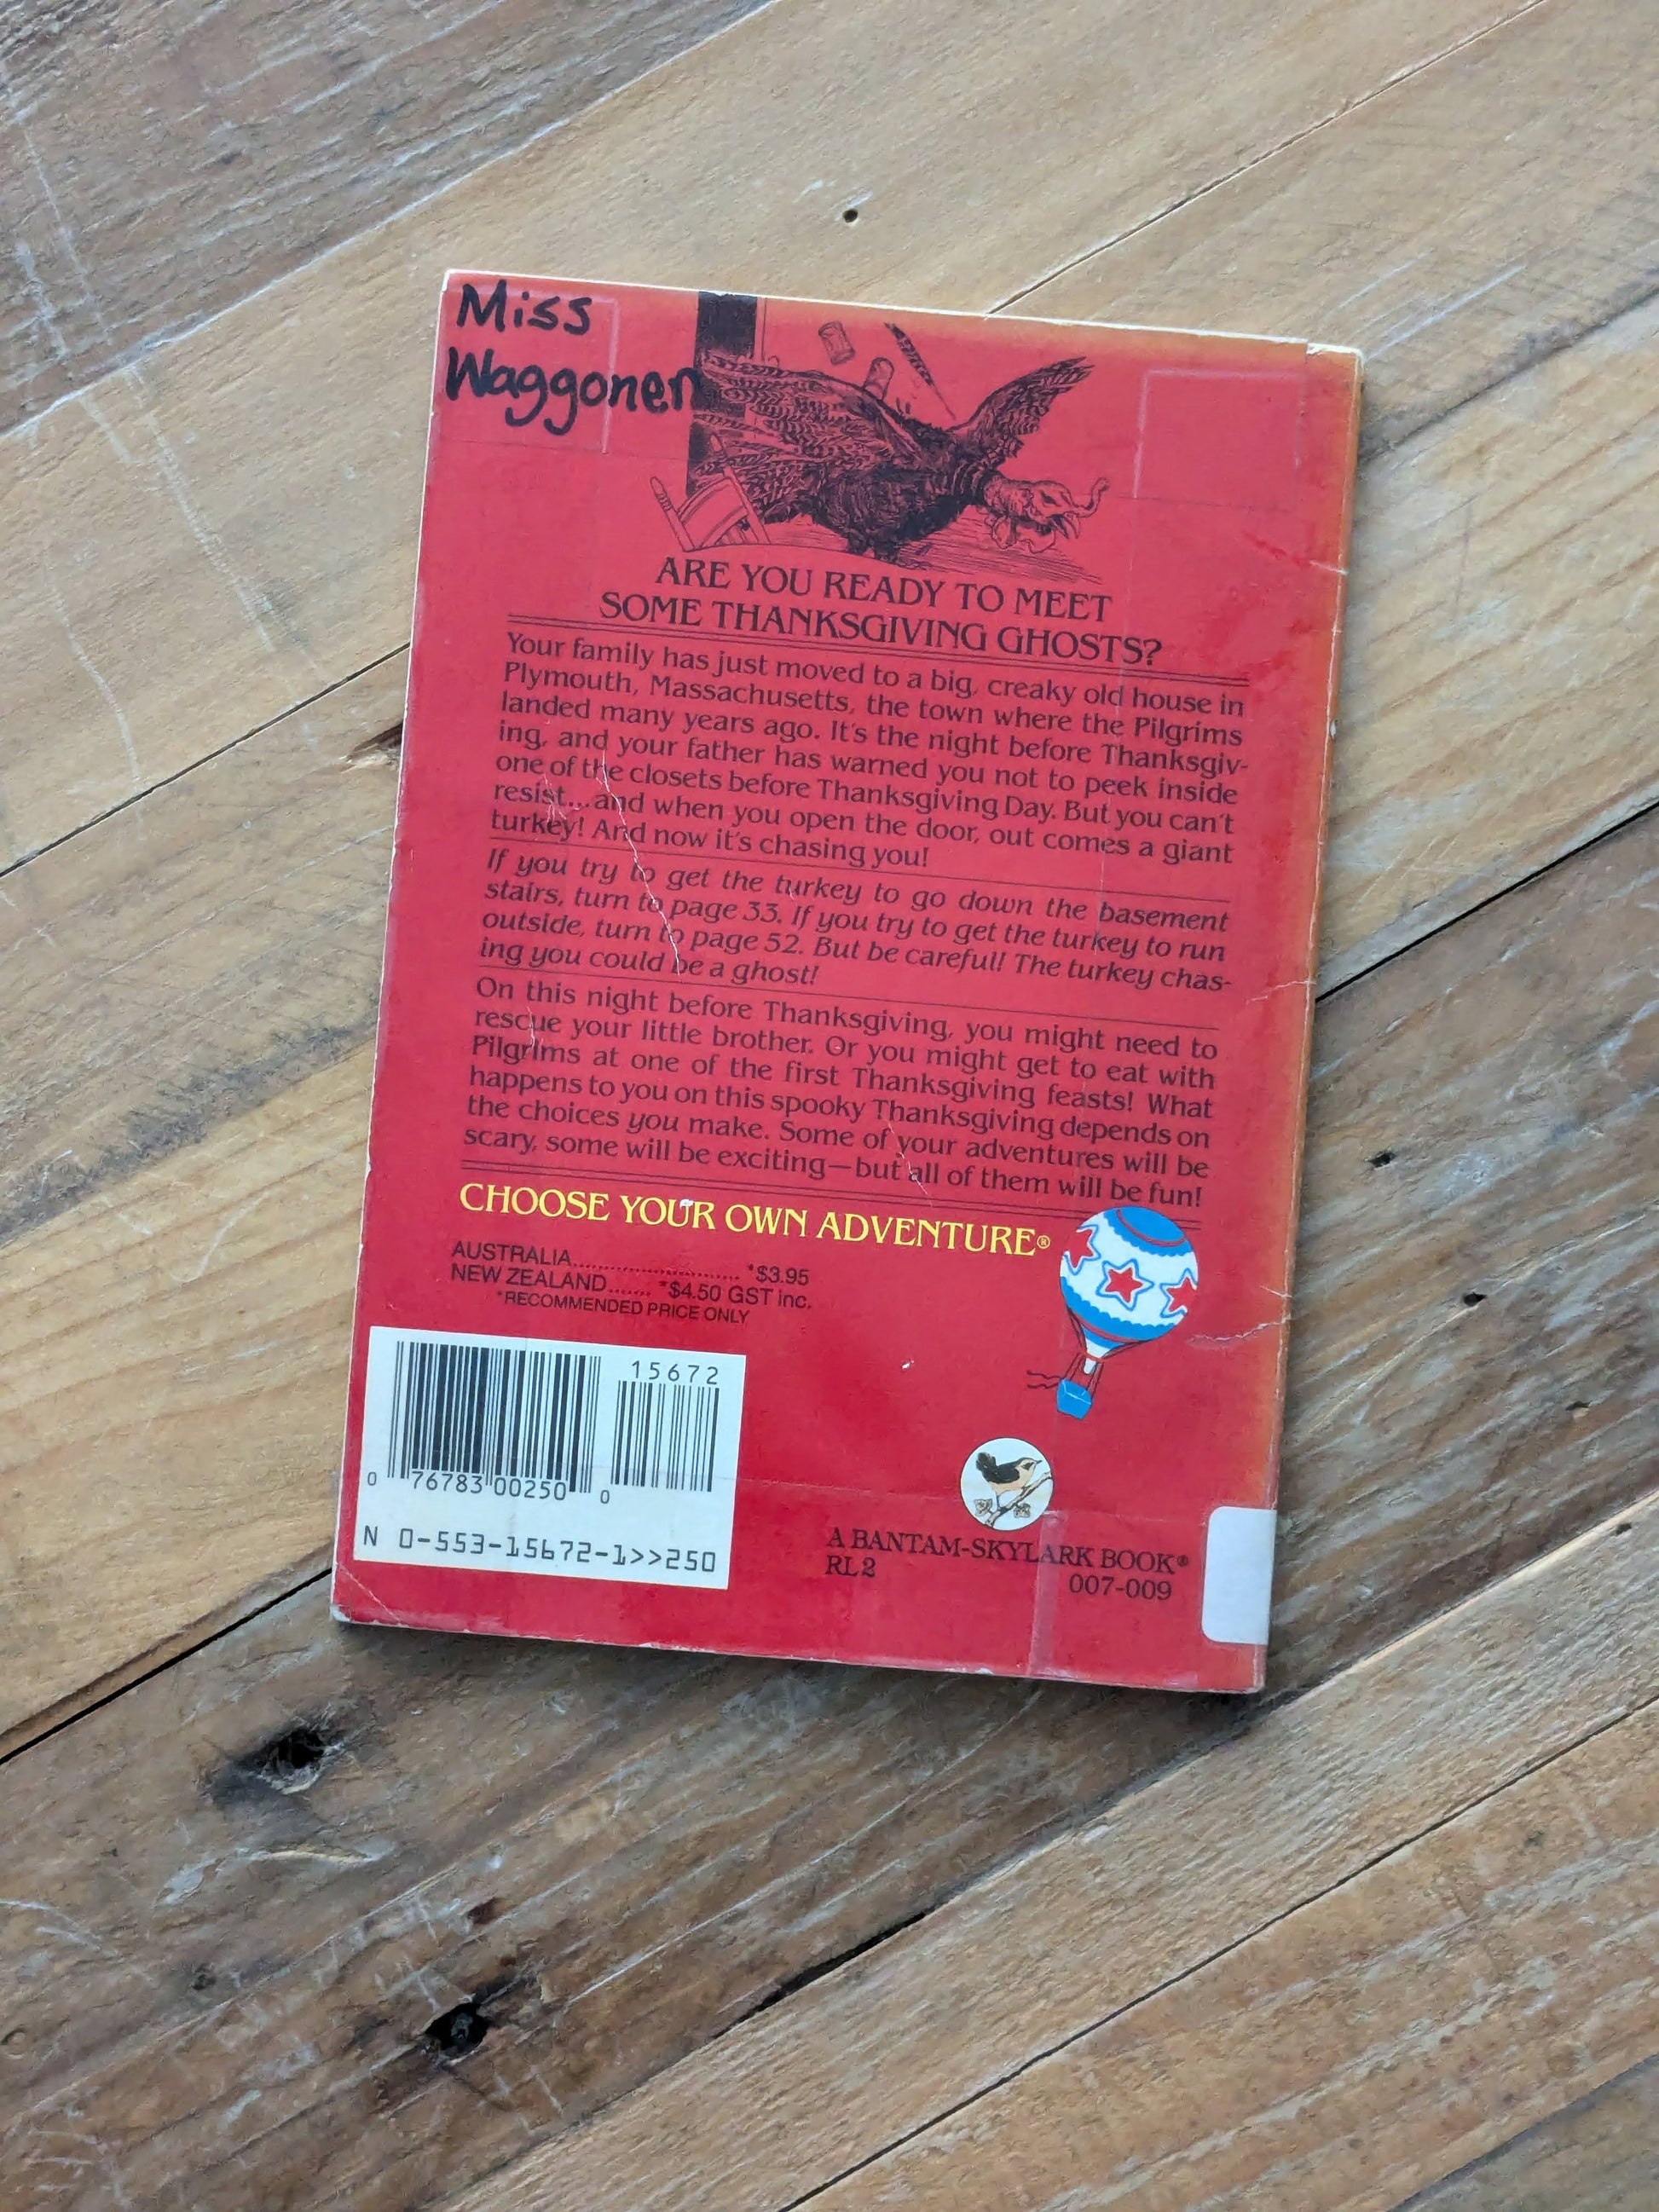 Miss
Waggoner
ARE YOU READY TO MEET
SOME THANKSGIVING GHOSTS?
Your family has just moved to a big, creaky old house in
Plymouth, Massachusetts, the town where the Pilgrims
landed many years ago. It's the night before Thanksgiv-
ing, and your father has warned you not to peek inside
one of the closets before Thanksgiving Day. But you can't
resist...and when you open the door, out comes a giant
turkey! And now it's chasing you!
If you try to get the turkey to go down the basement
stairs, turn to page 33. If you try to get the turkey to run
outside, turn to page 52. But be careful! The turkey chas-
ing you could be a ghost!
On this night before Thanksgiving, you might need to
rescue your little brother. Or you might get to eat with
Pilgrims at one of the first Thanksgiving feasts! What
happens to you on this spooky Thanksgiving depends on
the choices you make. Some of your adventures will be
scary, some will be exciting—but all of them will be fun!
CHOOSE YOUR OWN ADVENTURE®
AUSTRALIA............................ *$3.95
NEW ZEALAND....... *$4.50 GST inc.
*RECOMMENDED PRICE ONLY
15672
0 76783 00250 0
N 0-553-15672-1>>250
A BANTAM-SKYLARK BOOK®
RL 2
007-009